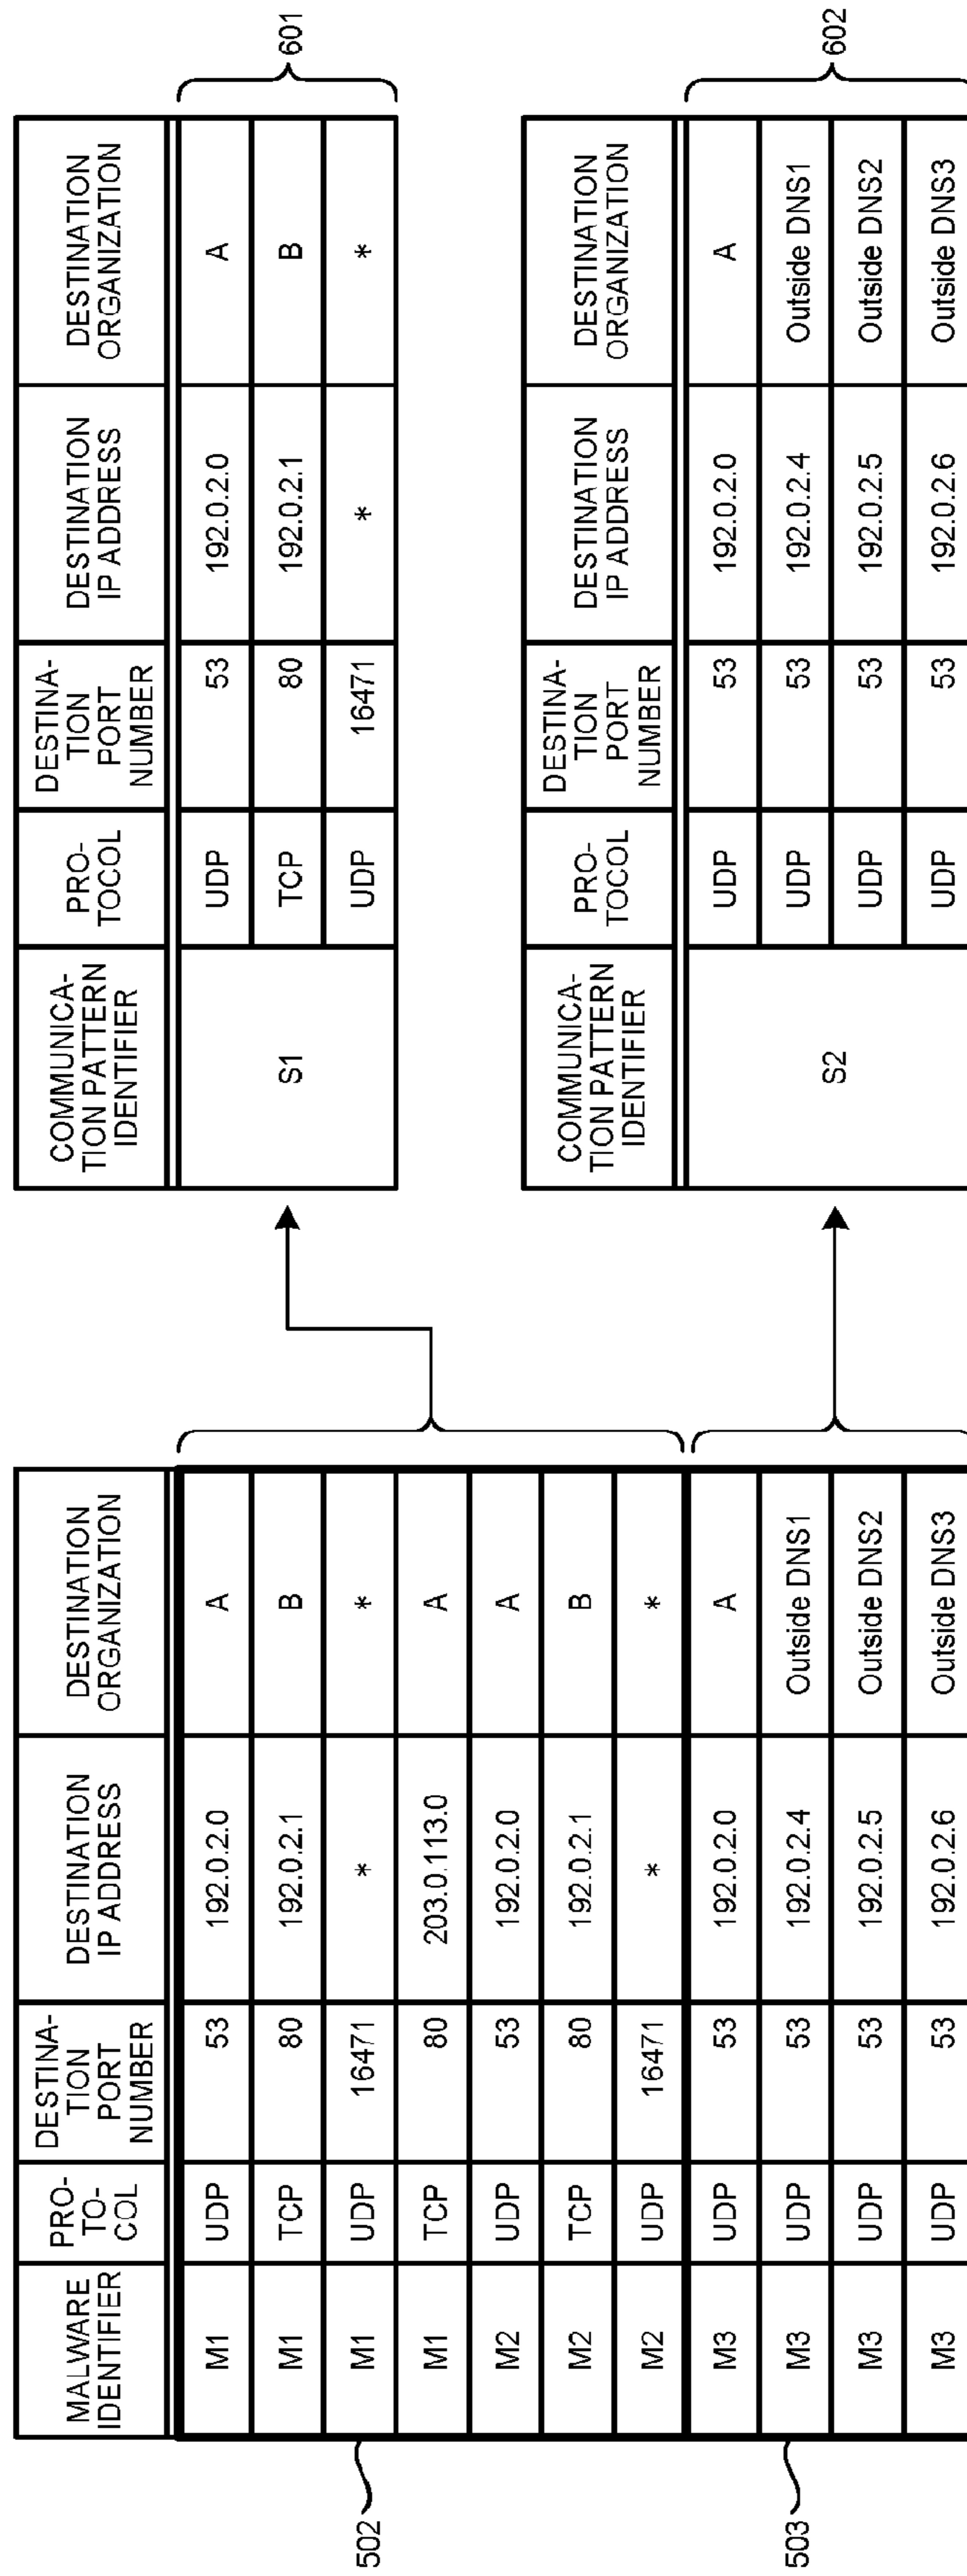 MALWARE
IDENTIFIER
PRO-
TO-
COL
DESTINA-
TION
PORT
NUMBER
DESTINATION
IP ADDRESS
DESTINATION
ORGANIZATION
M1 UDP 53 192.0.2.0 A
M1 TCP 80 192.0.2.1 B
M1 UDP 16471 * *
M1 TCP 80 203.0.113.0 A
M2 UDP 53 192.0.2.0 A
M2 TCP 80 192.0.2.1 B
M2 UDP 16471 * *
M3 UDP 53 192.0.2.0 A
M3 UDP 53 192.0.2.4 Outside DNS1
M3 UDP 53 192.0.2.5 Outside DNS2
M3 UDP 53 192.0.2.6 Outside DNS3
502
503
COMMUNICA-
TION PATTERN
IDENTIFIER
PRO-
TOCOL
DESTINA-
TION
PORT
NUMBER
DESTINATION
IP ADDRESS
DESTINATION
ORGANIZATION
S1
UDP 53 192.0.2.0 A
TCP 80 192.0.2.1 B
UDP 16471 * *
601
COMMUNICA-
TION PATTERN
IDENTIFIER
PRO-
TOCOL
DESTINA-
TION
PORT
NUMBER
DESTINATION
IP ADDRESS
DESTINATION
ORGANIZATION
S2
UDP 53 192.0.2.0 A
UDP 53 192.0.2.4 Outside DNS1
UDP 53 192.0.2.5 Outside DNS2
UDP 53 192.0.2.6 Outside DNS3
602